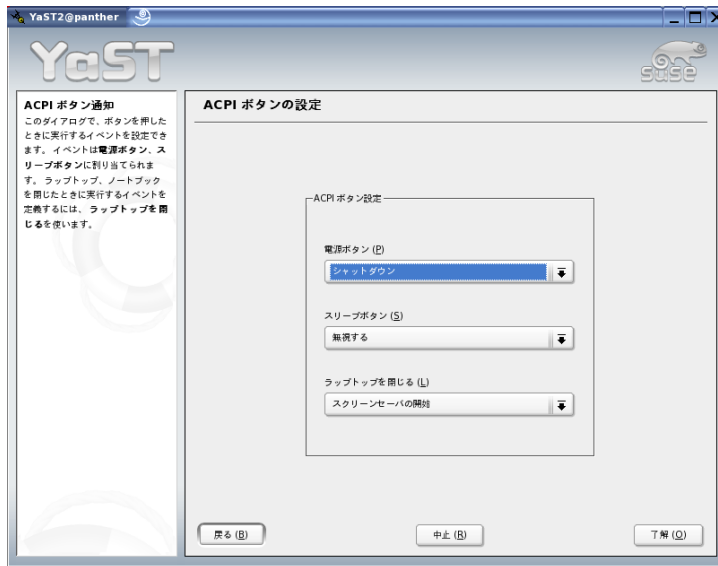 YaST2@panther
YaST
suse
ACPI ボタン通知
このダイアログで、ボタンを押した
ときに実行するイベントを設定でき
ます。イベントは電源ボタン、ス
リープボタンに割り当てられま
す。ラップトップ、ノートブック
を閉じたときに実行するイベントを
定義するには、ラップトップを閉
じるを使います。
ACPI ボタンの設定
ACPI ボタン設定
電源ボタン (P)
シャットダウン
スリープボタン (S)
無視する
ラップトップを閉じる (L)
スクリーンセーバの開始
戻る (B)
中止 (R)
了解 (O)